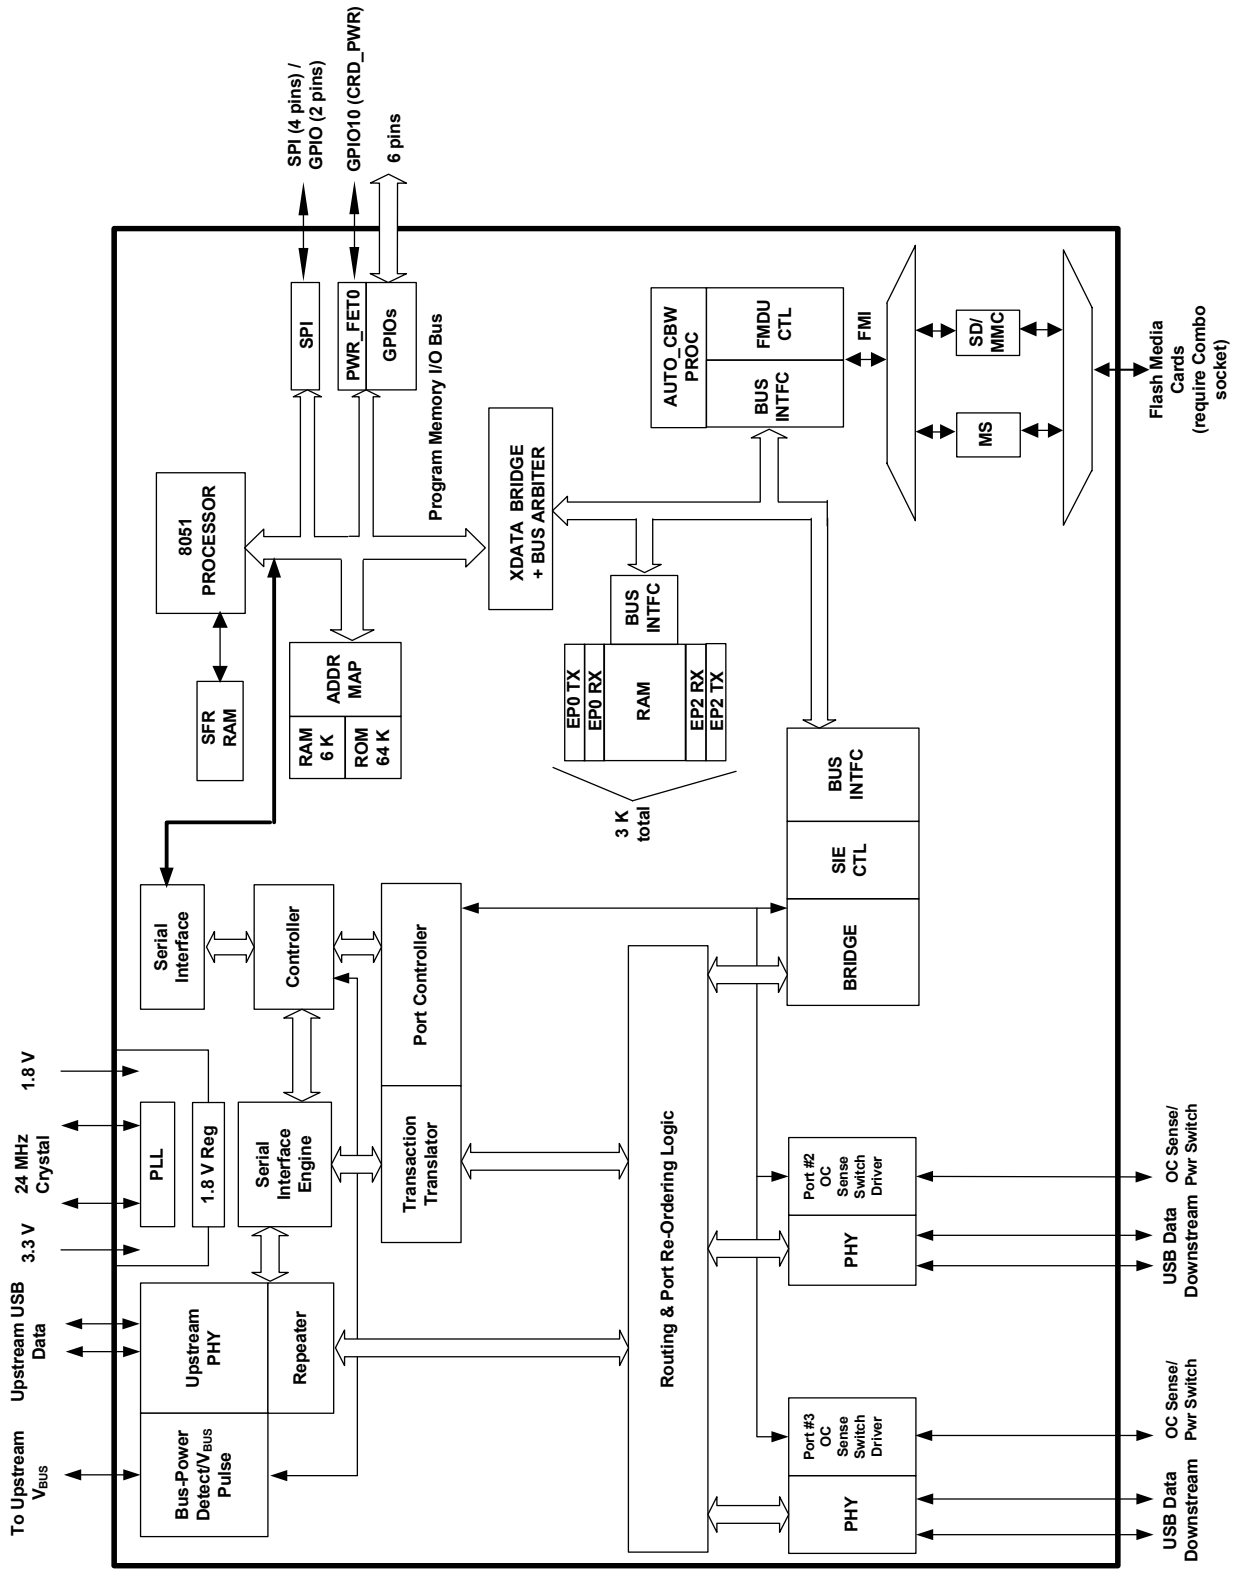 To Upstream
VBUS
Upstream USB
Data
3.3 V
24 MHz
Crystal
1.8 V
SPI (4 pins) /
GPIO (2 pins)
GPIO10 (CRD_PWR)
6 pins
Bus-Power
Detect/VBUS
Pulse
Upstream
PHY
Repeater
PLL
1.8 V Reg
Serial
Interface
Engine
Serial
Interface
Controller
Transaction
Translator
Port Controller
SFR
RAM
8051
PROCESSOR
SPI
PWR_FET0
GPIOs
RAM
6 K
ROM
64 K
ADDR
MAP
Program Memory I/O Bus
XDATA BRIDGE
+ BUS ARBITER
3 K
total
EP0 TX
EP0 RX
RAM
EP2 RX
EP2 TX
BUS
INTFC
AUTO_CBW
PROC
BUS
INTFC
FMDU
CTL
FMI
Routing & Port Re-Ordering Logic
BRIDGE
SIE
CTL
BUS
INTFC
PHY
Port #3
OC
Sense
Switch
Driver
PHY
Port #2
OC
Sense
Switch
Driver
MS
SD/
MMC
USB Data
Downstream
OC Sense/
Pwr Switch
USB Data
Downstream
OC Sense/
Pwr Switch
Flash Media
Cards
(require Combo
socket)